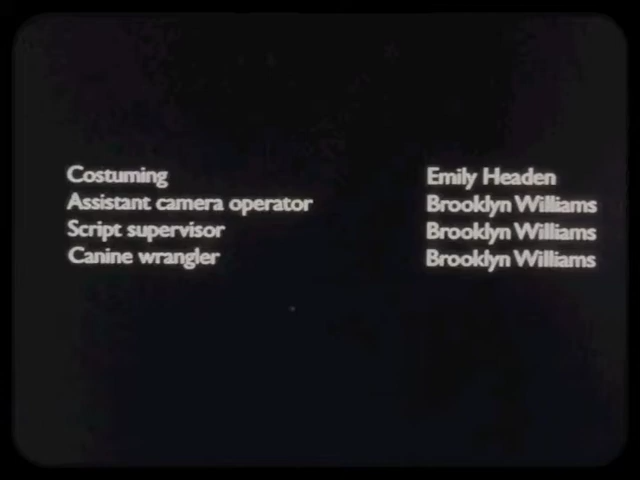 Costuming Emily Headen
Assistant camera operator Brooklyn Williams
Script supervisor Brooklyn Williams
Canine wrangler Brooklyn Williams